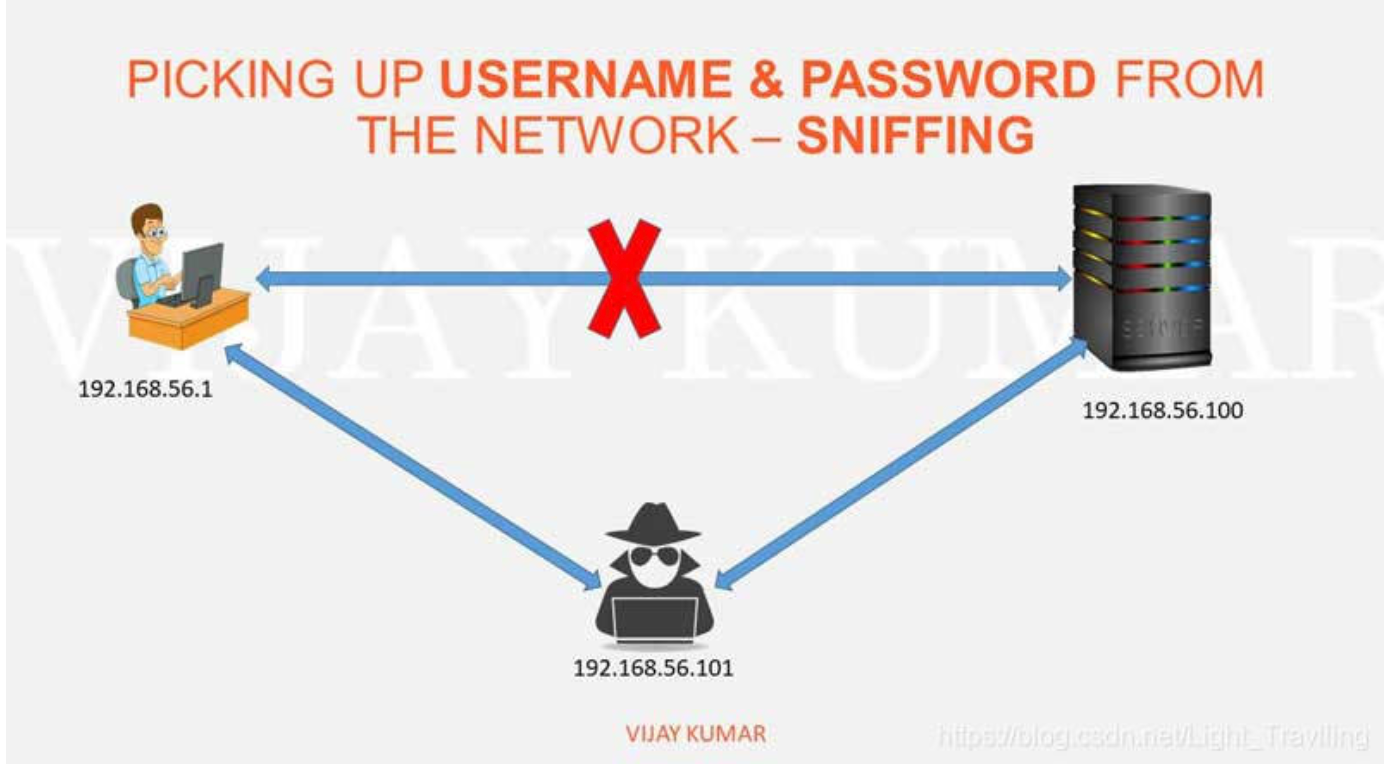 PICKING UP USERNAME & PASSWORD FROM
THE NETWORK – SNIFFING
VIJAY KUMAR
192.168.56.1
192.168.56.100
192.168.56.101
VIJAY KUMAR
https://blog.csdn.net/Light_Travlling